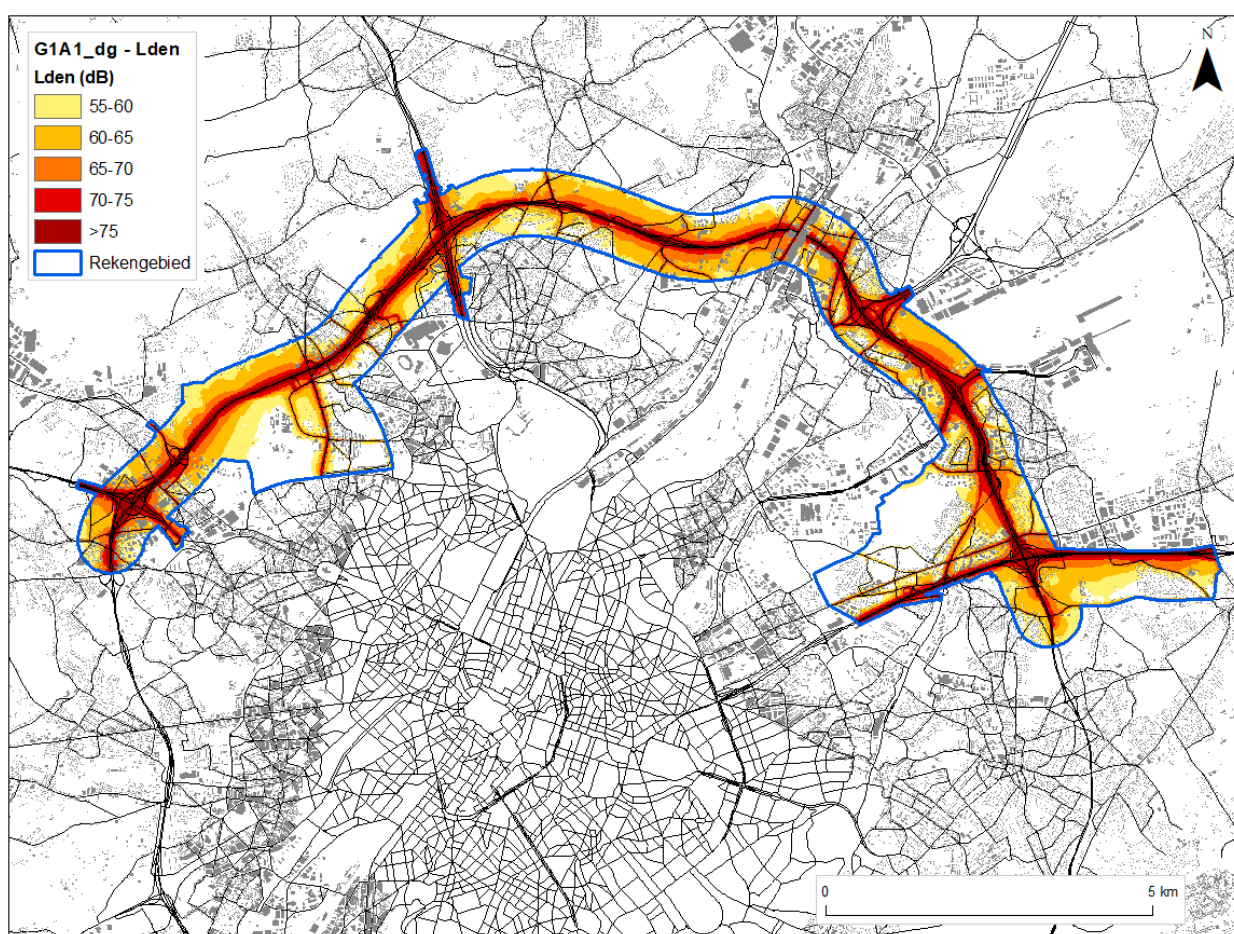 G1A1_dg - Lden
Lden (dB)
55-60
60-65
65-70
70-75
>75
Rekengebied
N
0
5 km